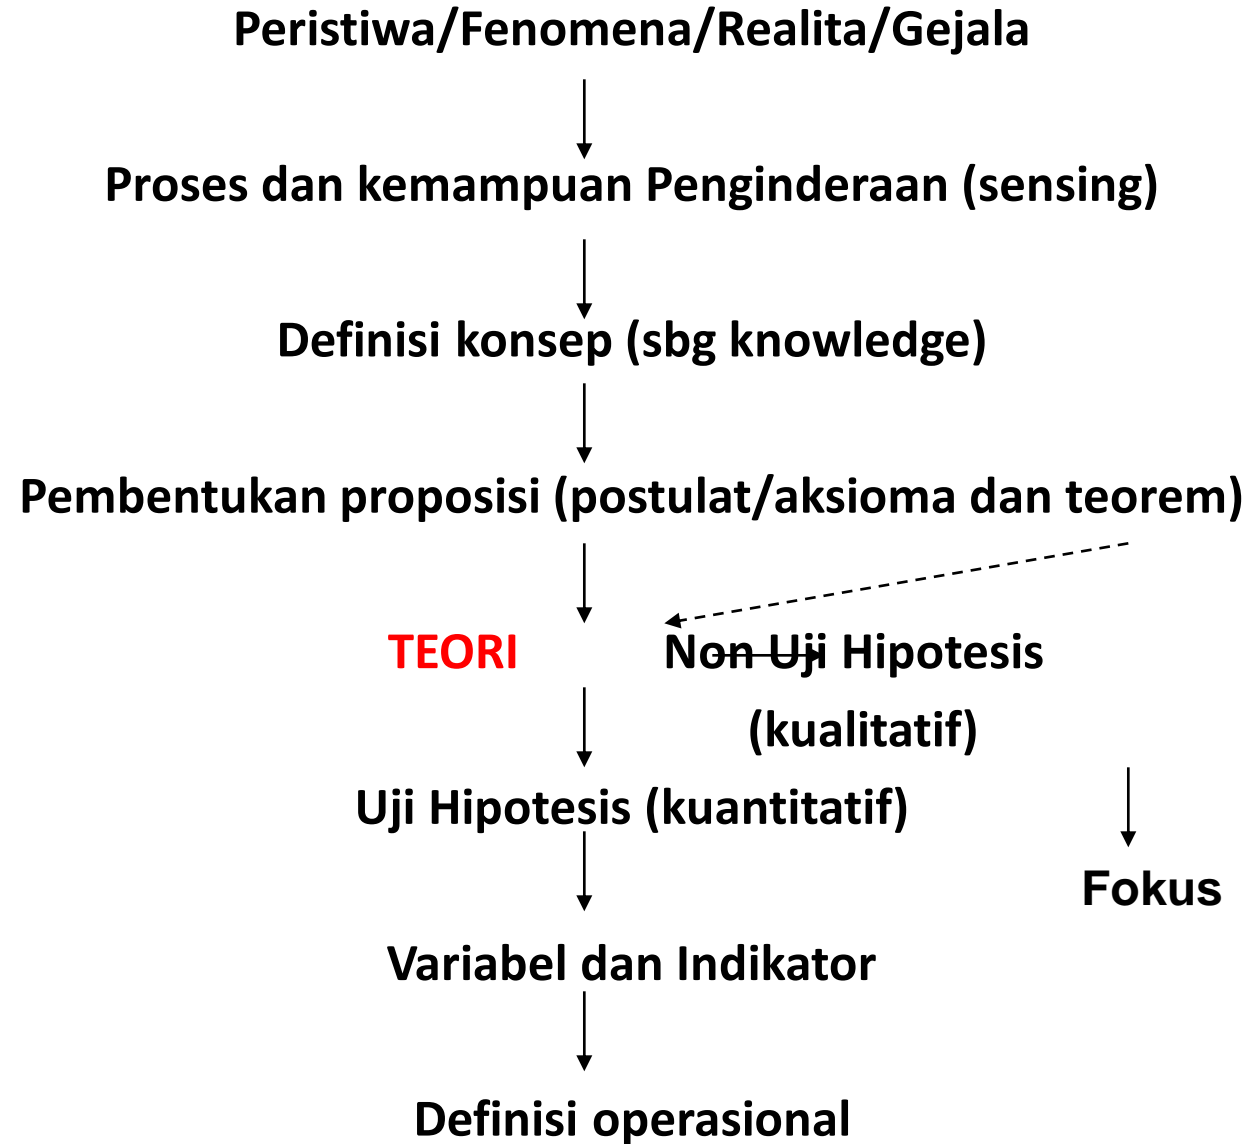 Peristiwa/Fenomena/Realita/Gejala
Proses dan kemampuan Penginderaan (sensing)
Definisi konsep (sbg knowledge)
Pembentukan proposisi (postulat/aksioma dan teorem)
TEORI Non Uji Hipotesis
(kualitatif)
Uji Hipotesis (kuantitatif)
Fokus
Variabel dan Indikator
Definisi operasional